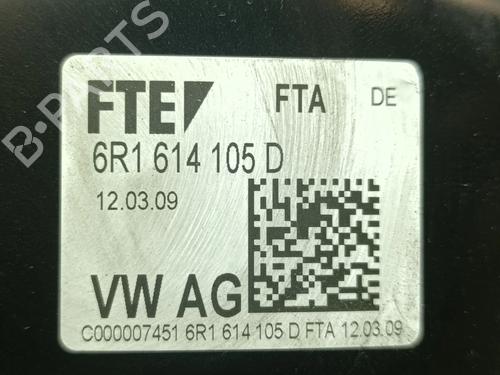 B-PARTS
FTE FTA DE
6R1 614 105 D
12.03.09
VW AG
C000007451 6R1 614 105 D FTA 12.03.09